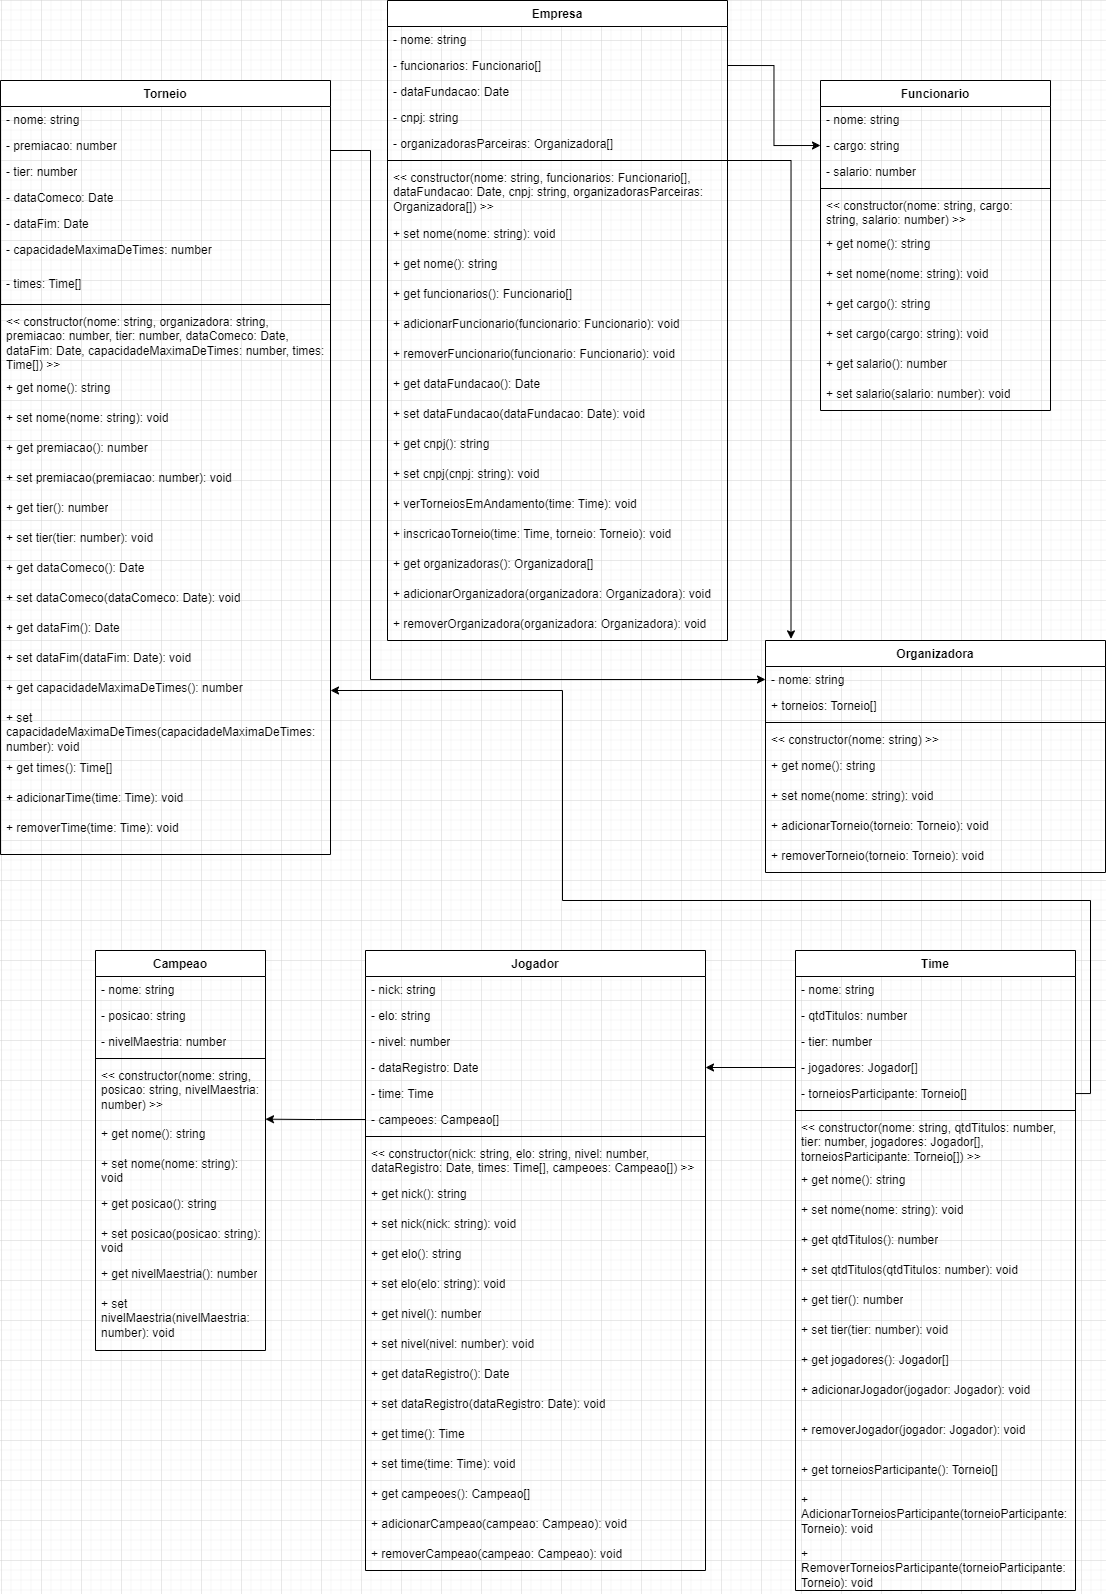 Empresa
- nome: string
- funcionarios: Funcionario[]
- dataFundacao: Date
- cnpj: string
- organizadorasParceiras: Organizadora[]
<< constructor(nome: string, funcionarios: Funcionario[],
dataFundacao: Date, cnpj: string, organizadorasParceiras:
Organizadora[]) >>
+ set nome(nome: string): void
+ get nome(): string
+ get funcionarios(): Funcionario[]
+ adicionarFuncionario(funcionario: Funcionario): void
+ removerFuncionario(funcionario: Funcionario): void
+ get dataFundacao(): Date
+ set dataFundacao(dataFundacao: Date): void
+ get cnpj(): string
+ set cnpj(cnpj: string): void
+ verTorneiosEmAndamento(time: Time): void
+ inscricaoTorneio(time: Time, torneio: Torneio): void
+ get organizadoras(): Organizadora[]
+ adicionarOrganizadora(organizadora: Organizadora): void
+ removerOrganizadora(organizadora: Organizadora): void
Torneio
- nome: string
- premiacao: number
- tier: number
- dataComeco: Date
- dataFim: Date
- capacidadeMaximaDeTimes: number
- times: Time[]
<< constructor(nome: string, organizadora: string,
premiacao: number, tier: number, dataComeco: Date,
dataFim: Date, capacidadeMaximaDeTimes: number, times:
Time[]) >>
+ get nome(): string
+ set nome(nome: string): void
+ get premiacao(): number
+ set premiacao(premiacao: number): void
+ get tier(): number
+ set tier(tier: number): void
+ get dataComeco(): Date
+ set dataComeco(dataComeco: Date): void
+ get dataFim(): Date
+ set dataFim(dataFim: Date): void
+ get capacidadeMaximaDeTimes(): number
+ set
capacidadeMaximaDeTimes(capacidadeMaximaDeTimes:
number): void
+ get times(): Time[]
+ adicionarTime(time: Time): void
+ removerTime(time: Time): void
Funcionario
- nome: string
- cargo: string
- salario: number
<< constructor(nome: string, cargo:
string, salario: number) >>
+ get nome(): string
+ set nome(nome: string): void
+ get cargo(): string
+ set cargo(cargo: string): void
+ get salario(): number
+ set salario(salario: number): void
Organizadora
- nome: string
+ torneios: Torneio[]
<< constructor(nome: string) >>
+ get nome(): string
+ set nome(nome: string): void
+ adicionarTorneio(torneio: Torneio): void
+ removerTorneio(torneio: Torneio): void
Campeao
- nome: string
- posicao: string
- nivelMaestria: number
<< constructor(nome: string,
posicao: string, nivelMaestria:
number) >>
+ get nome(): string
+ set nome(nome: string):
void
+ get posicao(): string
+ set posicao(posicao: string):
void
+ get nivelMaestria(): number
+ set
nivelMaestria(nivelMaestria:
number): void
Jogador
- nick: string
- elo: string
- nivel: number
- dataRegistro: Date
- time: Time
- campeoes: Campeao[]
<< constructor(nick: string, elo: string, nivel: number,
dataRegistro: Date, times: Time[], campeoes: Campeao[]) >>
+ get nick(): string
+ set nick(nick: string): void
+ get elo(): string
+ set elo(elo: string): void
+ get nivel(): number
+ set nivel(nivel: number): void
+ get dataRegistro(): Date
+ set dataRegistro(dataRegistro: Date): void
+ get time(): Time
+ set time(time: Time): void
+ get campeoes(): Campeao[]
+ adicionarCampeao(campeao: Campeao): void
+ removerCampeao(campeao: Campeao): void
Time
- nome: string
- qtdTitulos: number
- tier: number
- jogadores: Jogador[]
- torneiosParticipante: Torneio[]
<< constructor(nome: string, qtdTitulos: number,
tier: number, jogadores: Jogador[],
torneiosParticipante: Torneio[]) >>
+ get nome(): string
+ set nome(nome: string): void
+ get qtdTitulos(): number
+ set qtdTitulos(qtdTitulos: number): void
+ get tier(): number
+ set tier(tier: number): void
+ get jogadores(): Jogador[]
+ adicionarJogador(jogador: Jogador): void
+ removerJogador(jogador: Jogador): void
+ get torneiosParticipante(): Torneio[]
+
AdicionarTorneiosParticipante(torneioParticipante:
Torneio): void
+
RemoverTorneiosParticipante(torneioParticipante:
Torneio): void